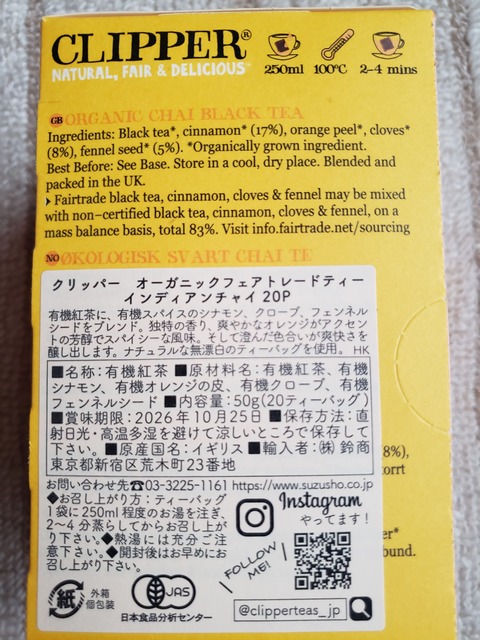 CLIPPER®
NATURAL, FAIR & DELICIOUS™
250ml 100°C 2-4 mins
GB ORGANIC CHAI BLACK TEA
Ingredients: Black tea*, cinnamon* (17%), orange peel*, cloves*
(8%), fennel seed* (5%). *Organically grown ingredient.
Best Before: See Base. Store in a cool, dry place. Blended and
packed in the UK.
Fairtrade black tea, cinnamon, cloves & fennel may be mixed
with non-certified black tea, cinnamon, cloves & fennel, on a
mass balance basis, total 83%. Visit info.fairtrade.net/sourcing
NO ØKOLOGISK SVART CHAI TE
クリッパー オーガニックフェアトレードティー
インディアンチャイ 20P
有機紅茶に、有機スパイスのシナモン、クローブ、フェンネル
シードをブレンド。独特の香り、爽やかなオレンジがアクセン
トの芳醇でスパイシーな風味。そして澄んだ色合いが爽快さを
醸し出します。ナチュラルな無漂白のティーバッグを使用。 HK
■名称:有機紅茶 ■原材料名:有機紅茶、有機
シナモン、有機オレンジの皮、有機クローブ、有機
フェンネルシード ■内容量:50g(20ティーバッグ)
■賞味期限:2026年10月25日 ■保存方法:直
射日光・高温多湿を避けて涼しいところで保存して
下さい。■原産国名:イギリス ■輸入者:㈱ 鈴商
東京都新宿区荒木町23番地
(8%),
torrt
お問い合わせ先☎03-3225-1161 https://www.suzusho.co.jp
◆お召し上がり方:ティーバッグ
1袋に250ml程度のお湯を注ぎ、
2~4分蒸らしてからお召し上が
り下さい。◆熱湯には充分ご注
意下さい。◆開封後はお早めにお
召し上がり下さい。
Instagram
やってます!
FOLLOW
ME!
er*
ound.
紙
外箱
個包装
JAS
日本食品分析センター
@clipperteas_jp